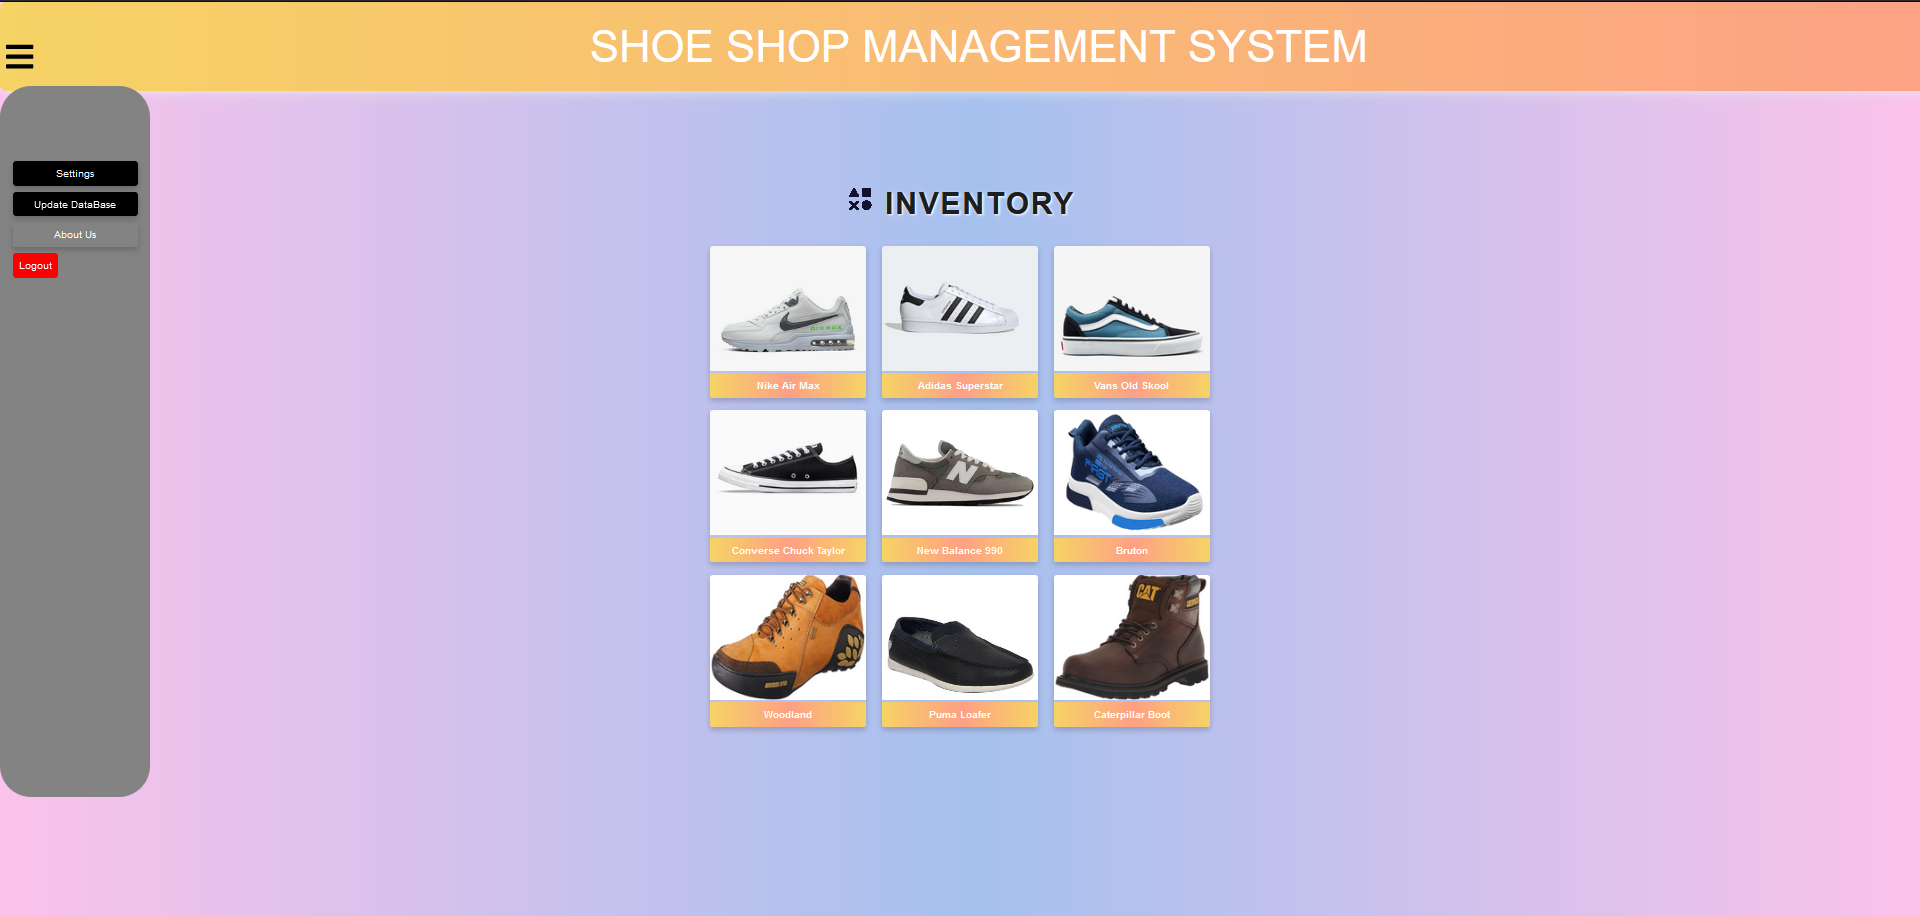 SHOE SHOP MANAGEMENT SYSTEM
Settings
Update DataBase
About Us
Logout
INVENTORY
AIR MAX
Nike Air Max
Adidas Superstar
Vans Old Skool
Converse Chuck Taylor
N
New Balance 990
Bruton
Woodland
Puma Loafer
CAT
Caterpillar Boot